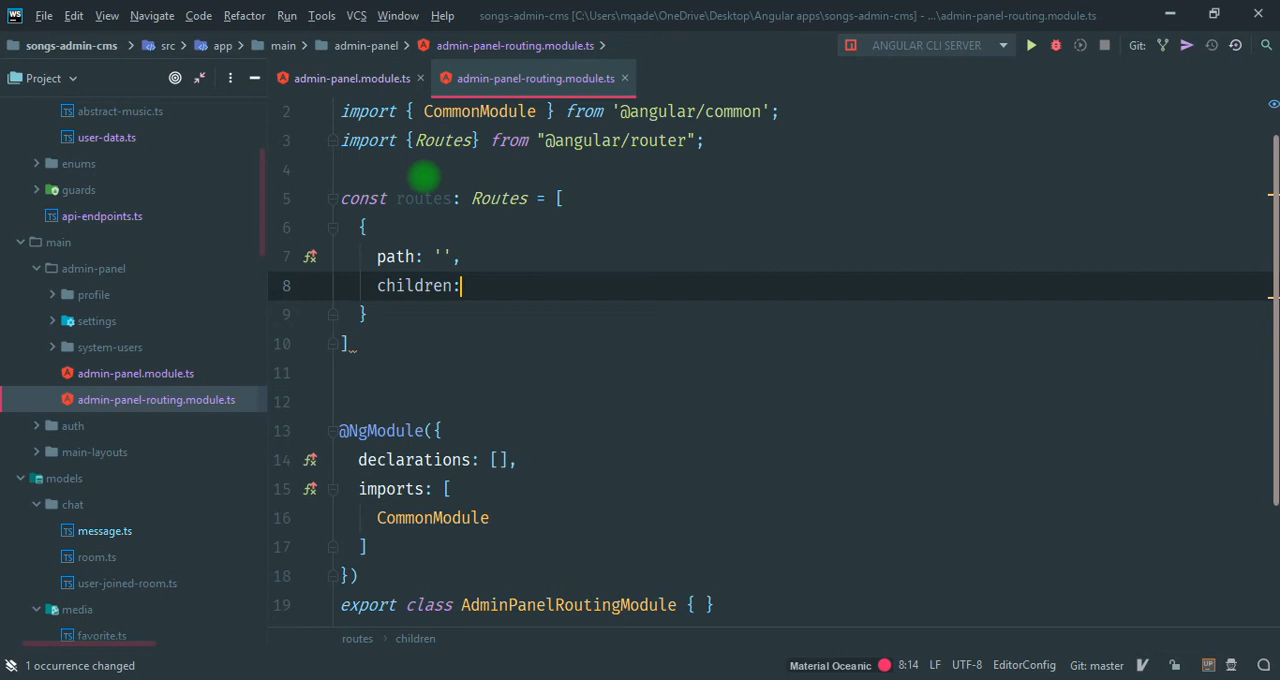 File Edit View Navigate Code Refactor Run Tools VCS Window Help songs-admin-cms [C:\Users\mqade\OneDrive\Desktop\Angular apps\songs-admin-cms] - ...\admin-panel-routing.module.ts
songs-admin-cms src app main admin-panel admin-panel-routing.module.ts ANGULAR CLI SERVER Git:
Project admin-panel.module.ts admin-panel-routing.module.ts
abstract-music.ts
user-data.ts
enums
guards
api-endpoints.ts
main
admin-panel
profile
settings
system-users
admin-panel.module.ts
admin-panel-routing.module.ts
auth
main-layouts
models
chat
message.ts
room.ts
user-joined-room.ts
media
favorite.ts
2 import { CommonModule } from '@angular/common';
3 import {Routes} from "@angular/router";
4
5 const routes: Routes = [
6 {
7 path: '',
8 children:
9 }
10 ]
11
12
13 @NgModule({
14 declarations: [],
15 imports: [
16 CommonModule
17 ]
18 })
19 export class AdminPanelRoutingModule { }
routes children
1 occurrence changed Material Oceanic 8:14 LF UTF-8 EditorConfig Git: master